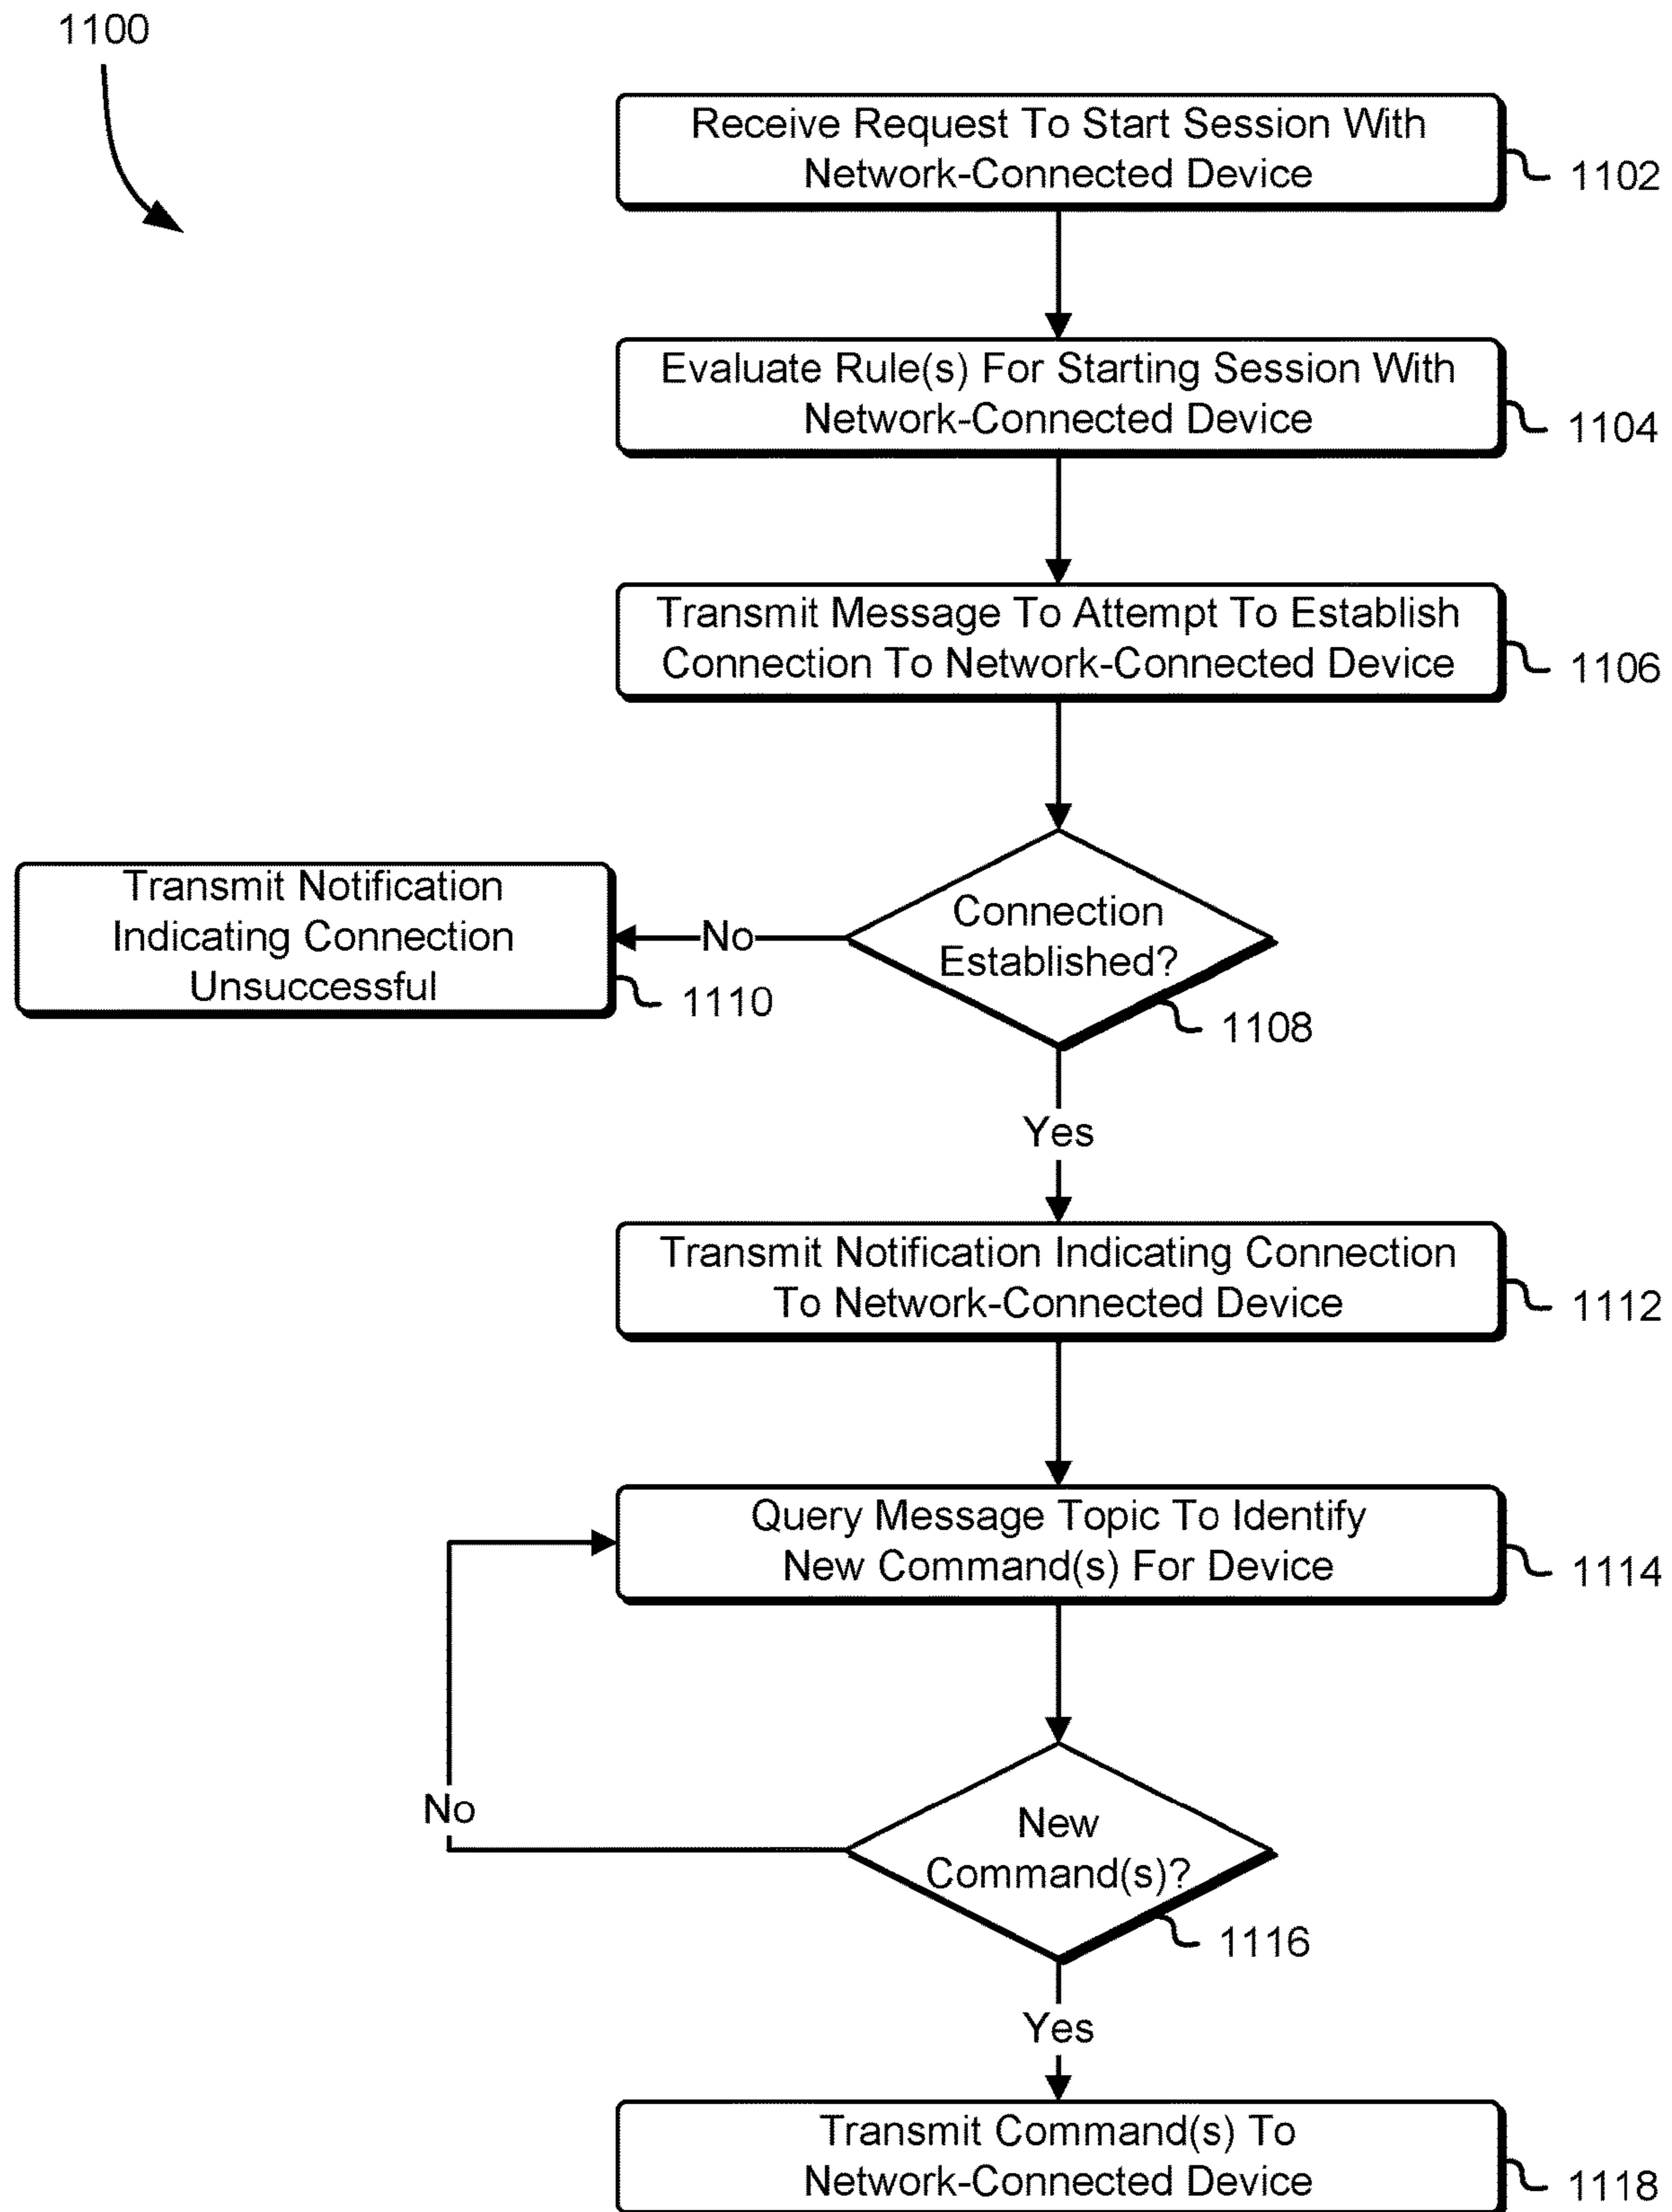 1100
Receive Request To Start Session With
Network-Connected Device
1102
Evaluate Rule(s) For Starting Session With
Network-Connected Device
1104
Transmit Message To Attempt To Establish
Connection To Network-Connected Device
1106
Connection
Established?
1108
No
Transmit Notification
Indicating Connection
Unsuccessful
1110
Yes
Transmit Notification Indicating Connection
To Network-Connected Device
1112
Query Message Topic To Identify
New Command(s) For Device
1114
New
Command(s)?
1116
No
Yes
Transmit Command(s) To
Network-Connected Device
1118